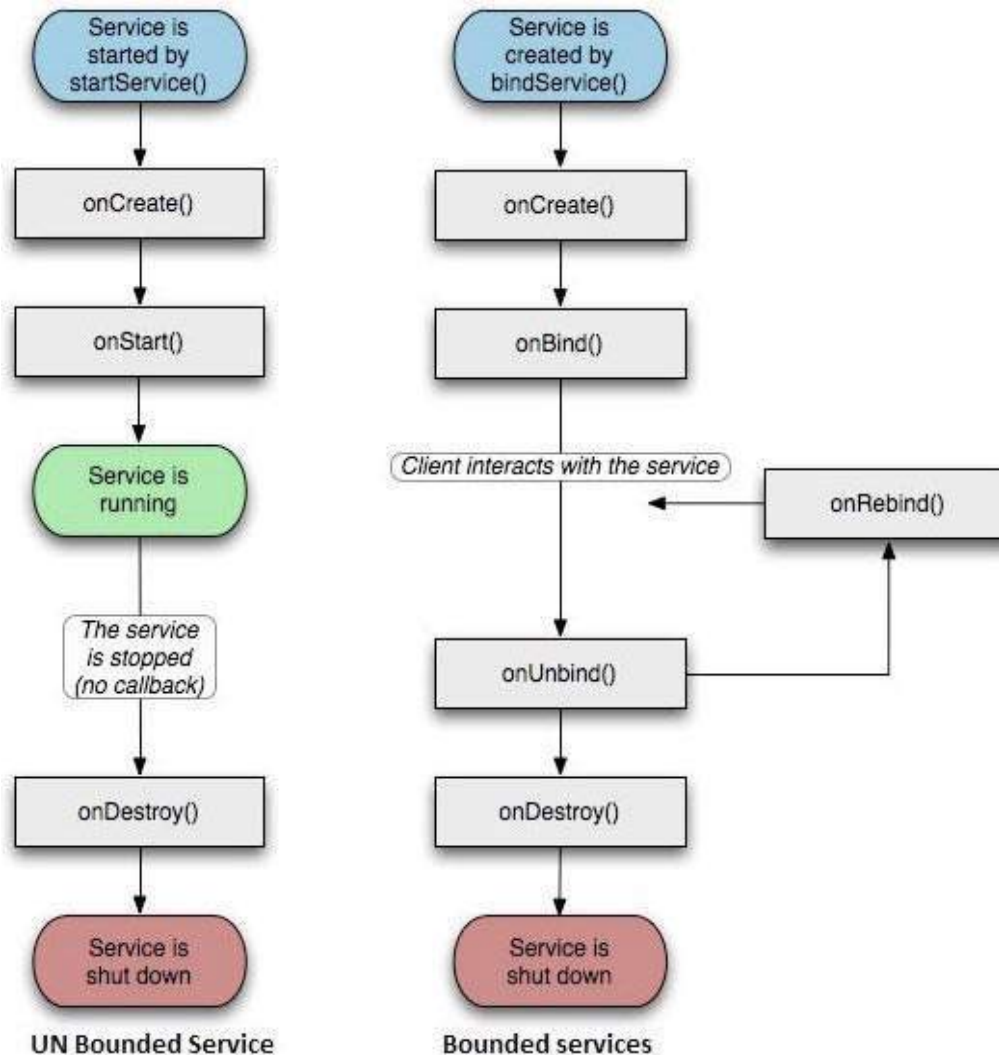 Service is
started by
startService()
onCreate()
onStart()
Service is
running
The service
is stopped
(no callback)
onDestroy()
Service is
shut down
UN Bounded Service
Service is
created by
bindService()
onCreate()
onBind()
Client interacts with the service
onRebind()
onUnbind()
onDestroy()
Service is
shut down
Bounded services